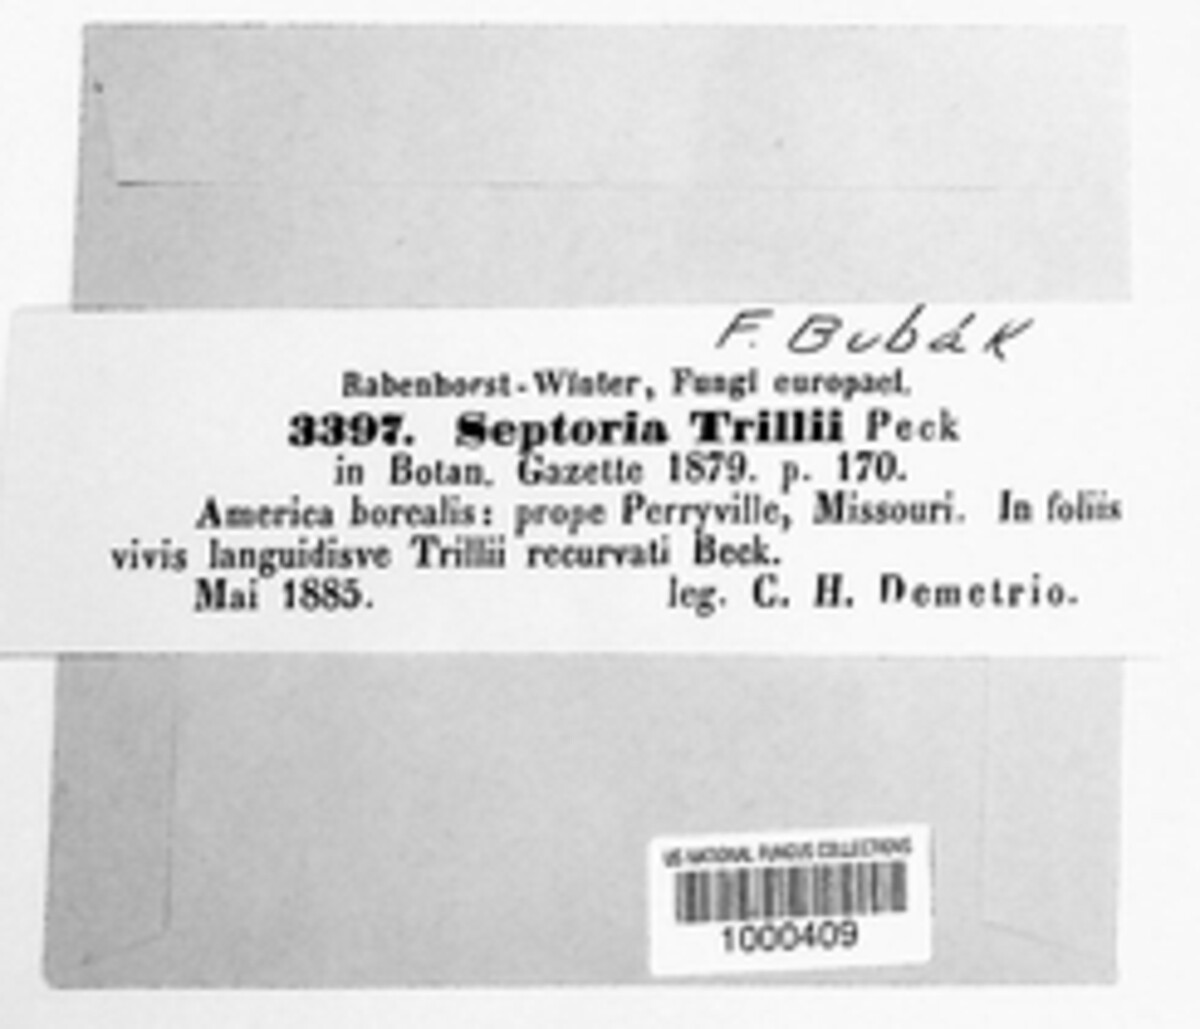 F. Bubák
Rabenhorst-Winter, Fungi europaei.
3397. Septoria Trillii Peck
in Botan. Gazette 1879. p. 170.
America borealis: prope Perryville, Missouri. In foliis
vivis languidisve Trillii recurvati Beck.
Mai 1885. leg. C. H. Demetrio.
US NATIONAL FUNGUS COLLECTIONS
1000409